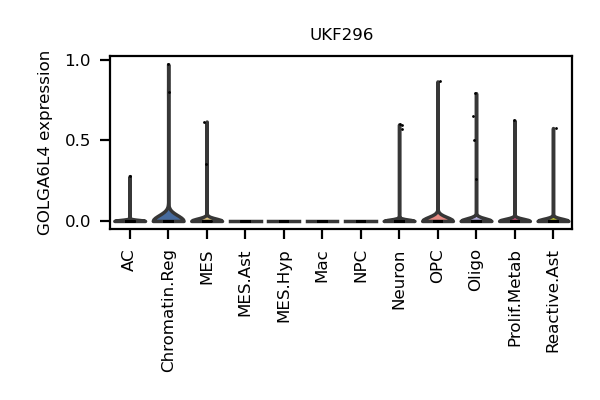 UKF296
GOLGA6L4 expression
1.0
0.5
0.0
AC
Chromatin.Reg
MES
MES.Ast
MES.Hyp
Mac
NPC
Neuron
OPC
Oligo
Prolif.Metab
Reactive.Ast